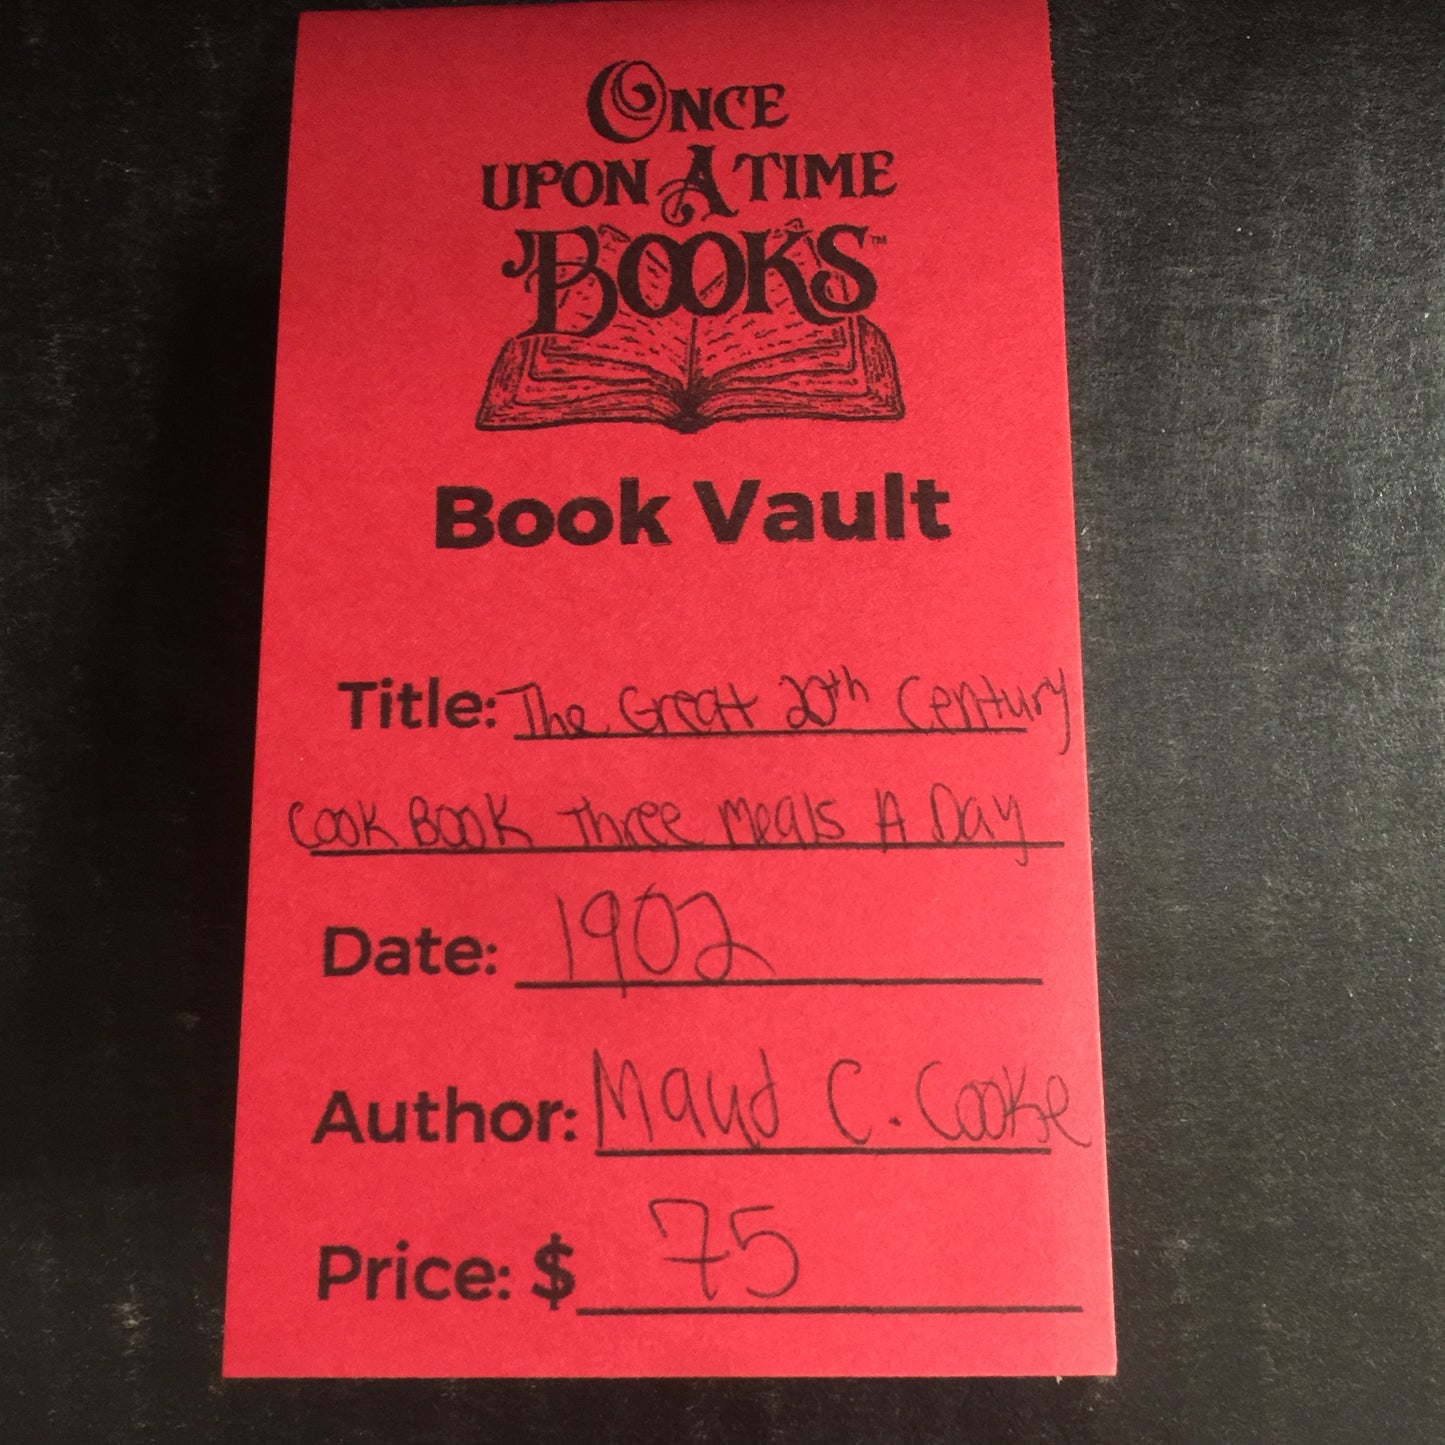 ONCE
UPON A TIME
BOOKS™
Book Vault
Title: The Great 20th Century
Cook Book Three Meals A Day
Date: 1902
Author: Maud C. Cooke
Price: $ 75